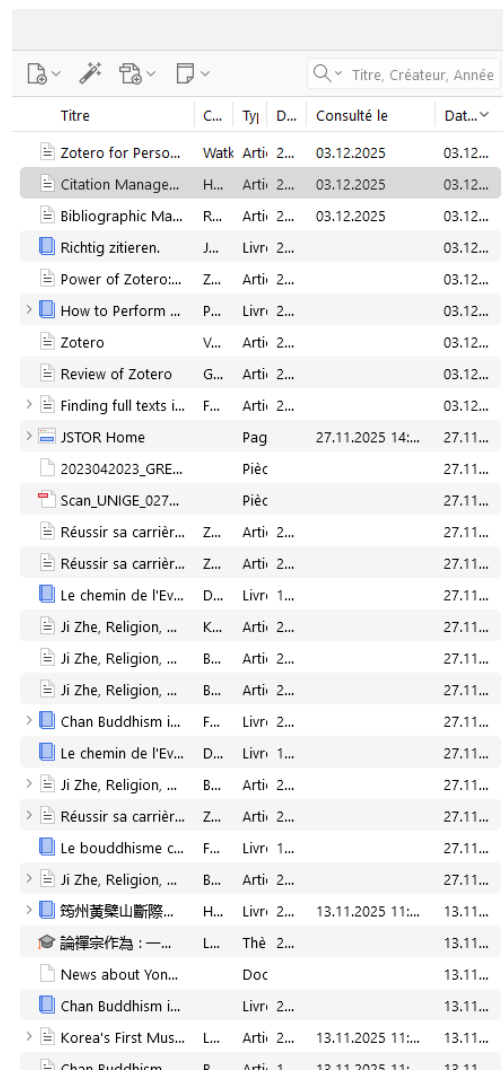 Titre, Créateur, Année
Titre C... Ty D... Consulté le Dat...
Zotero for Perso... Watk Arti 2... 03.12.2025 03.12...
Citation Manage... H... Arti 2... 03.12.2025 03.12...
Bibliographic Ma... R... Arti 2... 03.12.2025 03.12...
Richtig zitieren. J... Livr 2... 03.12...
Power of Zotero:... Z... Arti 2... 03.12...
How to Perform ... P... Livr 2... 03.12...
Zotero V... Arti 2... 03.12...
Review of Zotero G... Arti 2... 03.12...
Finding full texts i... F... Arti 2... 03.12...
JSTOR Home Pag 27.11.2025 14:... 27.11...
2023042023_GRE... Pièc 27.11...
Scan_UNIGE_027... Pièc 27.11...
Réussir sa carrièr... Z... Arti 2... 27.11...
Réussir sa carrièr... Z... Arti 2... 27.11...
Le chemin de l'Ev... D... Livr 1... 27.11...
Ji Zhe, Religion, ... K... Arti 2... 27.11...
Ji Zhe, Religion, ... B... Arti 2... 27.11...
Ji Zhe, Religion, ... B... Arti 2... 27.11...
Chan Buddhism i... F... Livr 2... 27.11...
Le chemin de l'Ev... D... Livr 1... 27.11...
Ji Zhe, Religion, ... B... Arti 2... 27.11...
Réussir sa carrièr... Z... Arti 2... 27.11...
Le bouddhisme c... F... Livr 1... 27.11...
Ji Zhe, Religion, ... B... Arti 2... 27.11...
筠州黃檗山斷際... H... Livr 2... 13.11.2025 11:... 13.11...
論禪宗作為 : 一... L... Thè 2... 13.11...
News about Yon... Doc 13.11...
Chan Buddhism i... Livr 2... 13.11...
Korea's First Mus... L... Arti 2... 13.11.2025 11:... 13.11...
Chan Buddhism Arti 1 13.11.2025 11: 13.11